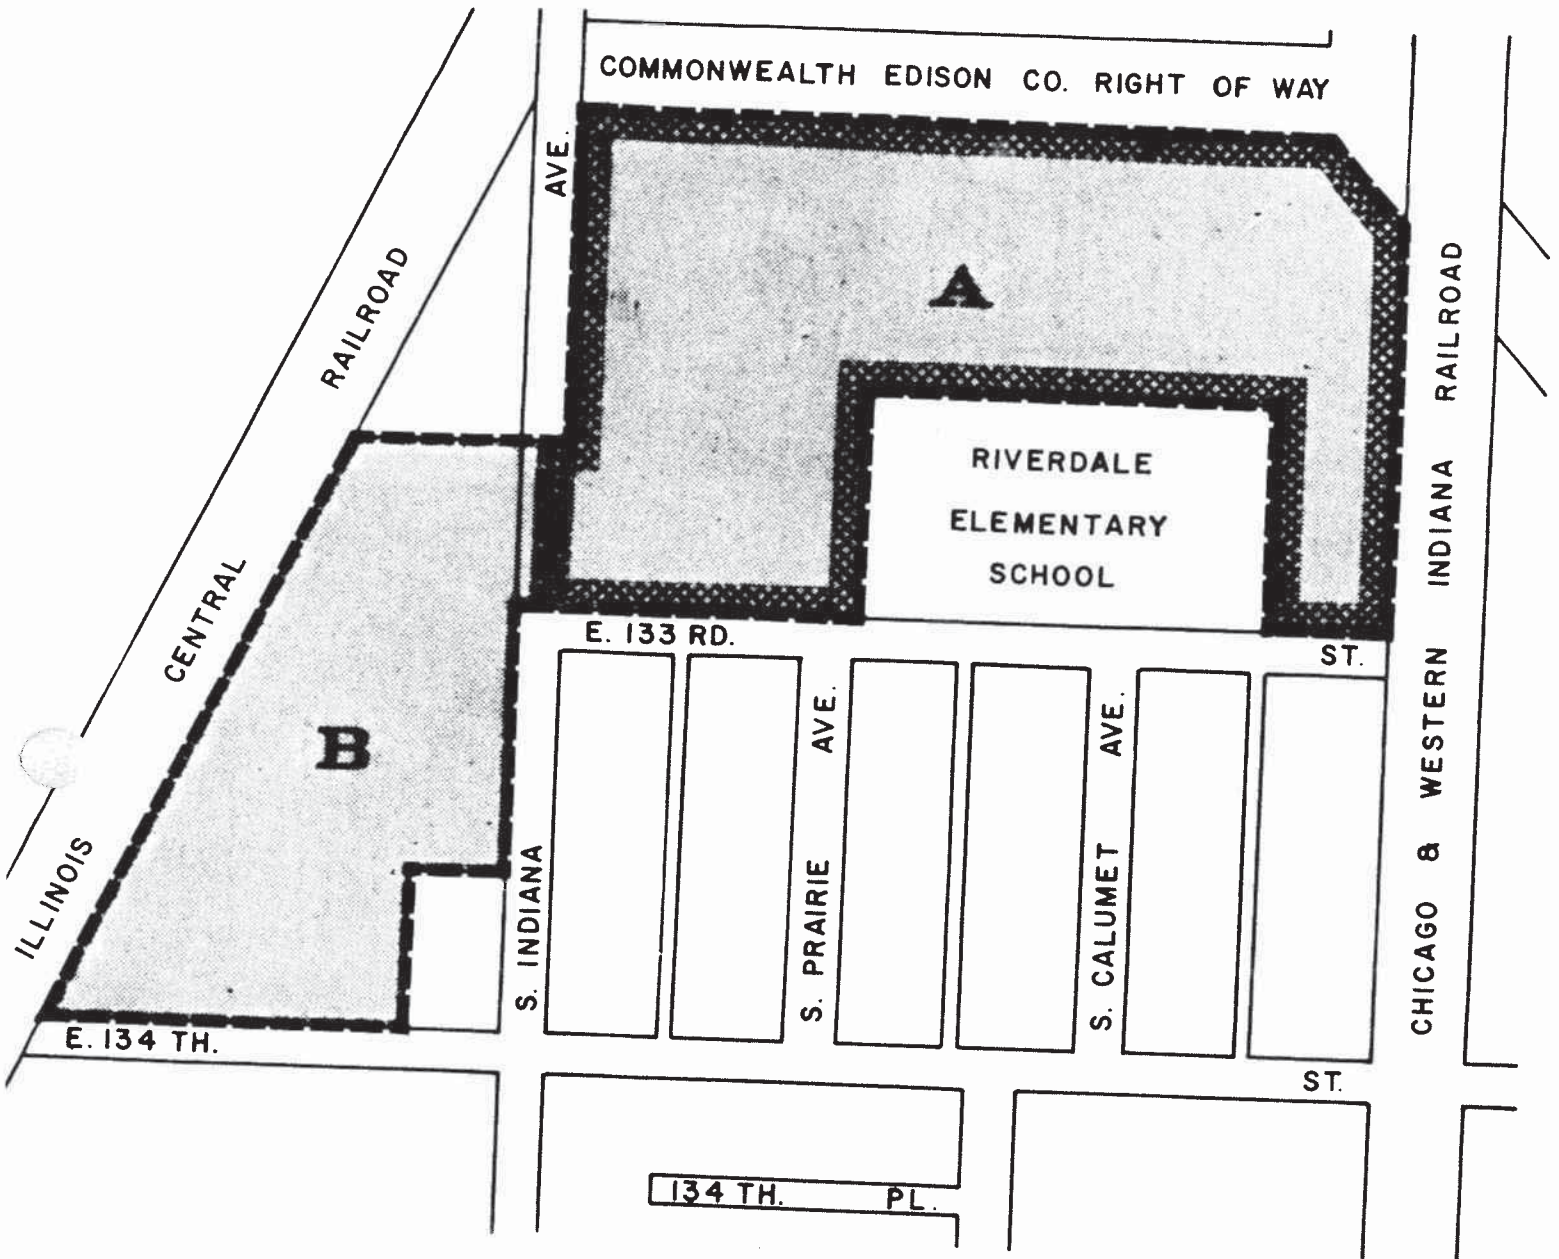 COMMONWEALTH EDISON CO. RIGHT OF WAY
AVE.
A
ILLINOIS CENTRAL RAILROAD
CHICAGO & WESTERN INDIANA RAILROAD
RIVERDALE
ELEMENTARY
SCHOOL
E. 133 RD. ST.
B
S. INDIANA
S. PRAIRIE AVE.
S. CALUMET AVE.
E. 134 TH. ST.
134 TH. PL.